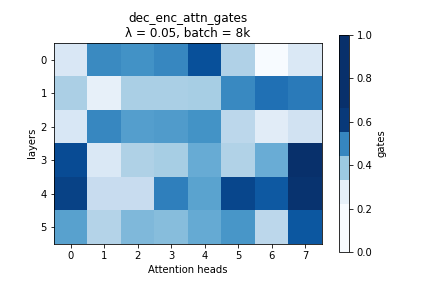 dec_enc_attn_gates
λ = 0.05, batch = 8k
0
1
2
3
4
5
layers
0 1 2 3 4 5 6 7
Attention heads
1.0
0.8
0.6
0.4
0.2
0.0
gates